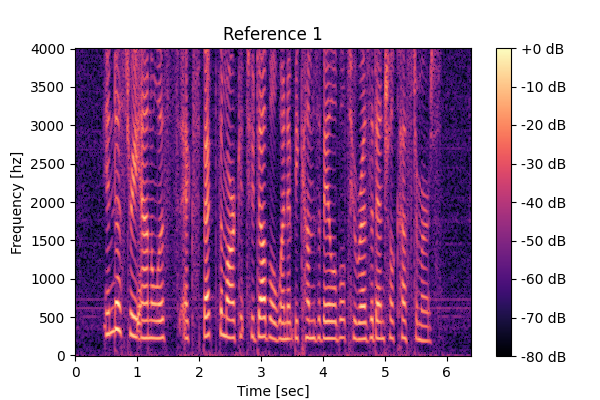 Reference 1
4000
3500
3000
2500
2000
1500
1000
500
0
Frequency [hz]
0 1 2 3 4 5 6
Time [sec]
+0 dB
-10 dB
-20 dB
-30 dB
-40 dB
-50 dB
-60 dB
-70 dB
-80 dB